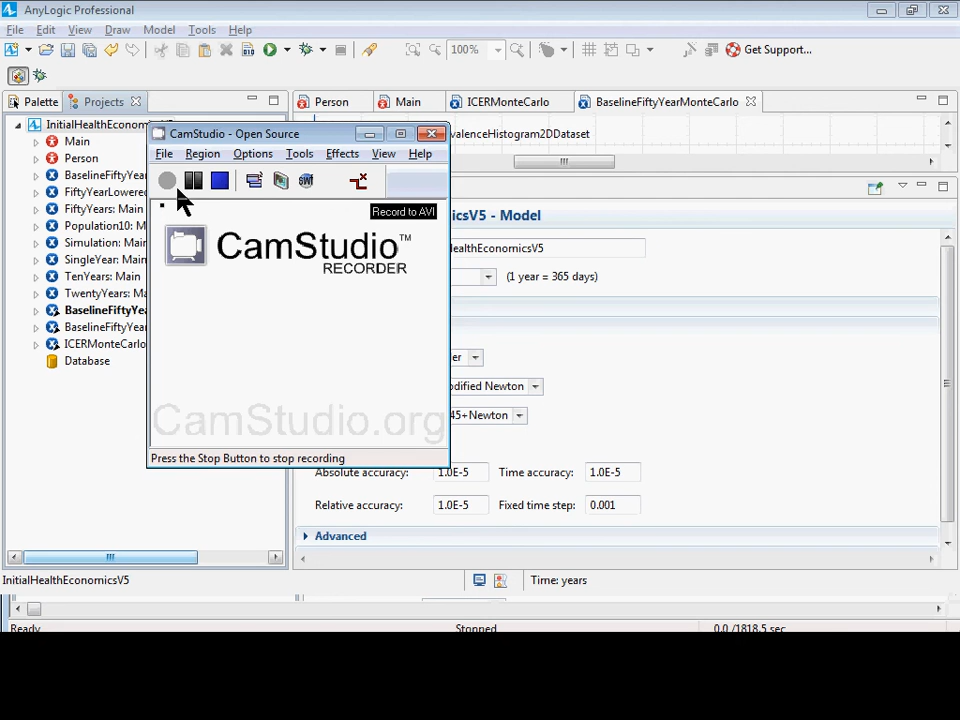 AnyLogic Professional
File Edit View Draw Model Tools Help
100% Get Support...
Palette Projects Person Main ICERMonteCarlo BaselineFiftyYearMonteCarlo
InitialHealthEconomicsV5
Main
Person
BaselineFiftyYea
FiftyYearLowered
FiftyYears: Main
Population10: M
Simulation: Main
SingleYear: Main
TenYears: Main
TwentyYears: Ma
BaselineFiftyYea
BaselineFiftyYea
ICERMonteCarlo
Database
CamStudio - Open Source
File Region Options Tools Effects View Help
Record to AVI
CamStudio™
RECORDER
CamStudio.org
Press the Stop Button to stop recording
valenceHistogram2DDataset
csV5 - Model
HealthEconomicsV5
(1 year = 365 days)
er
odified Newton
45+Newton
Absolute accuracy: 1.0E-5 Time accuracy: 1.0E-5
Relative accuracy: 1.0E-5 Fixed time step: 0.001
Advanced
InitialHealthEconomicsV5 Time: years
Ready Stopped 0.0 /1818.5 sec